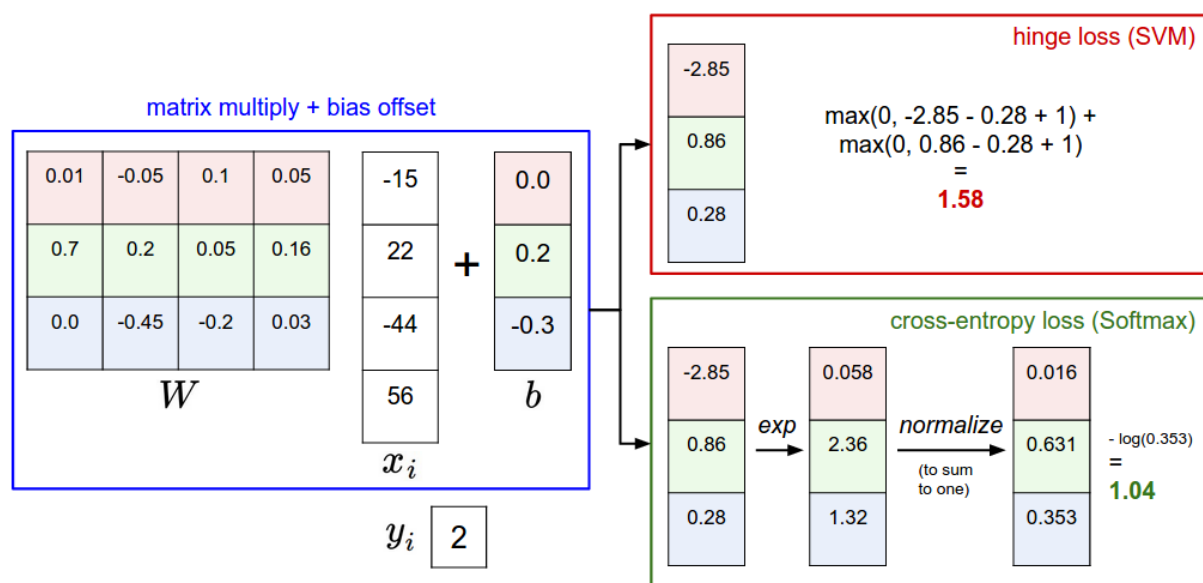 matrix multiply + bias offset
0.01 -0.05 0.1 0.05
0.7 0.2 0.05 0.16
0.0 -0.45 -0.2 0.03
W
-15
22
-44
56
x_i
+
0.0
0.2
-0.3
b
y_i 2
hinge loss (SVM)
-2.85
0.86
0.28
max(0, -2.85 - 0.28 + 1) +
max(0, 0.86 - 0.28 + 1)
=
1.58
cross-entropy loss (Softmax)
-2.85
0.86
0.28
exp
0.058
2.36
1.32
normalize
(to sum
to one)
0.016
0.631
0.353
- log(0.353)
=
1.04